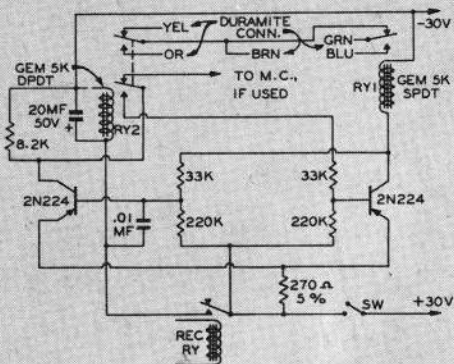 YEL
DURAMITE
CONN.
-30V
GEM 5K
DPDT
OR
BRN
GRN
BLU
GEM 5K
SPDT
RY1
TO M.C.,
IF USED
20MF
50V +
RY2
8.2K
33K
33K
2N224
2N224
.01
MF
220K
220K
270 Ω
5 %
SW
+30V
REC
RY